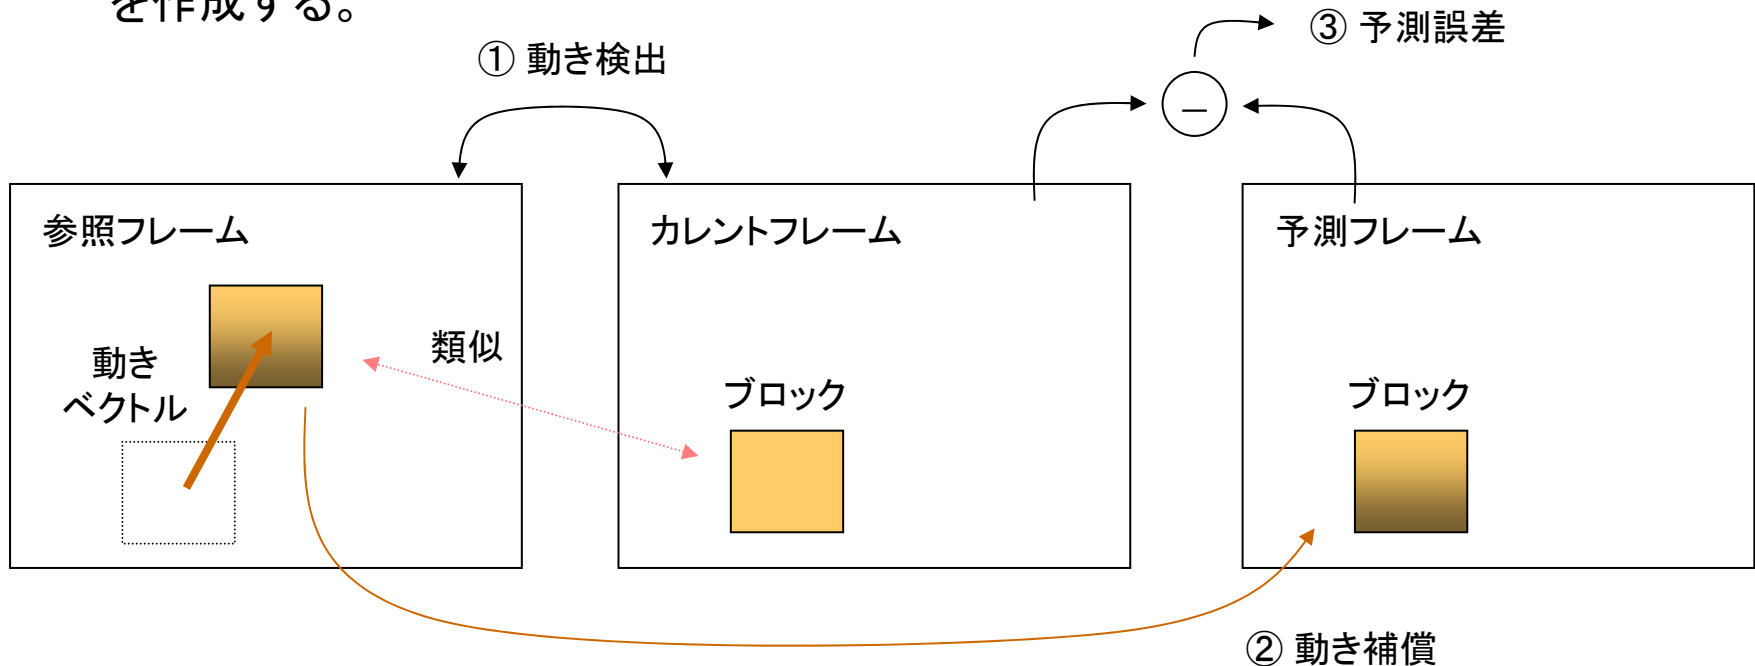 を作成する。
③ 予測誤差
① 動き検出
−
参照フレーム
カレントフレーム
予測フレーム
類似
動き
ベクトル
ブロック
ブロック
② 動き補償